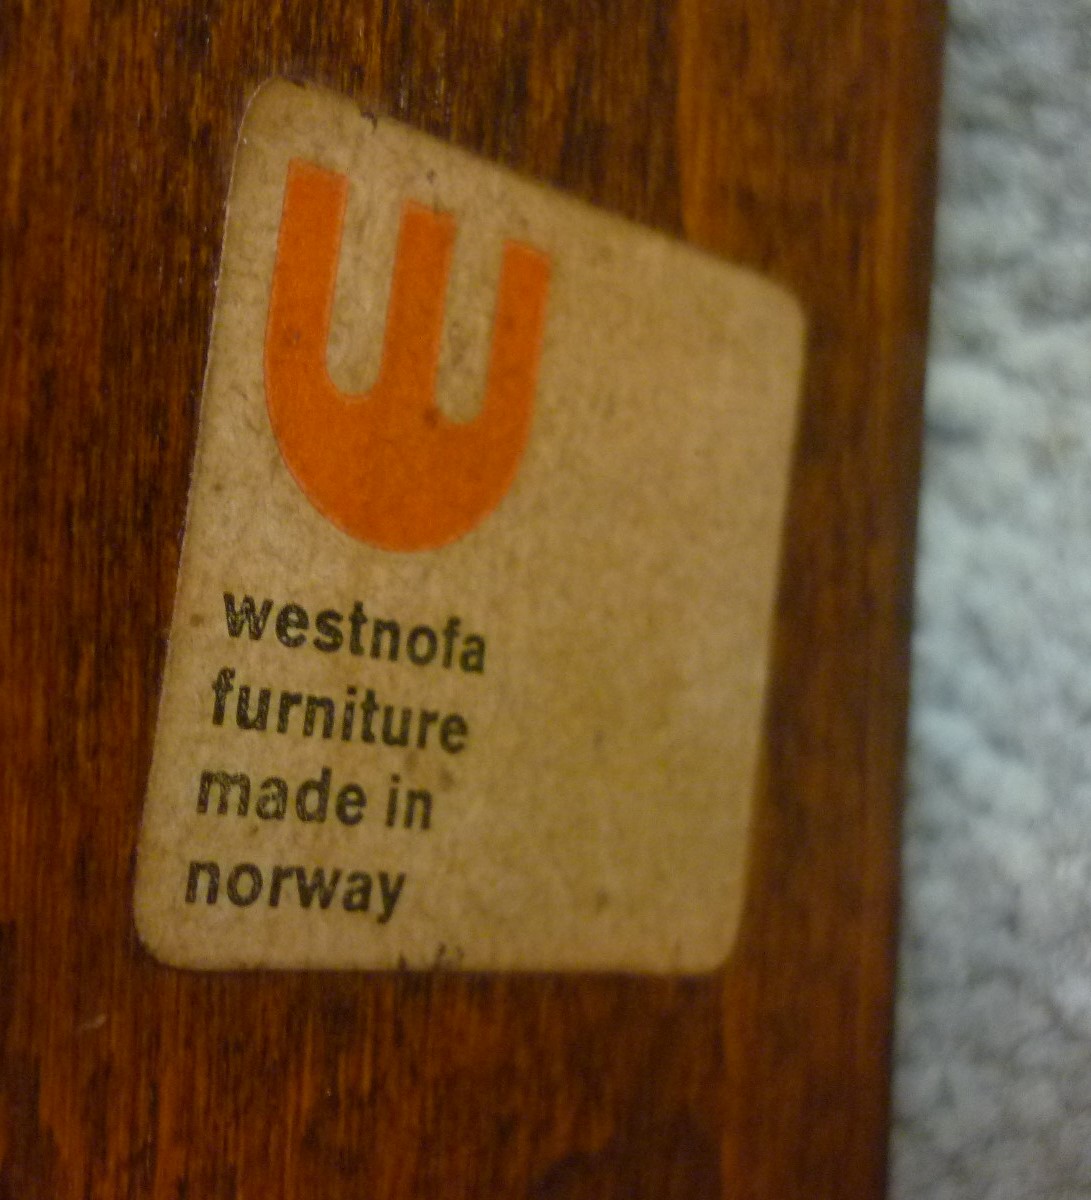 westnofa
furniture
made in
norway